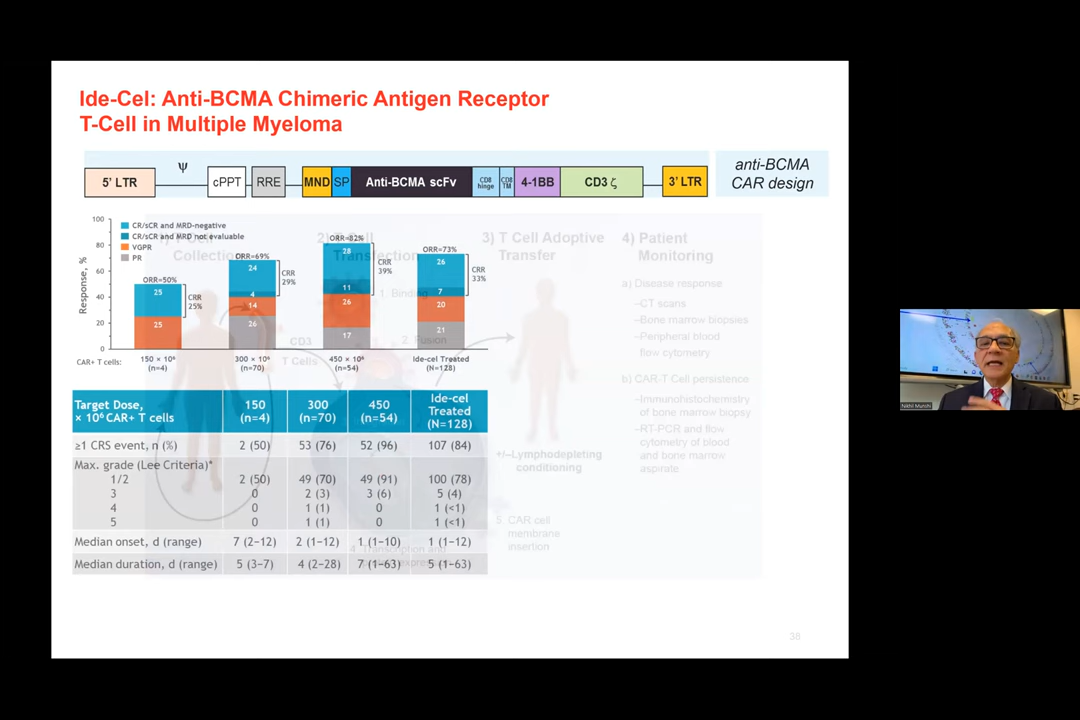 Ide-Cel: Anti-BCMA Chimeric Antigen Receptor
T-Cell in Multiple Myeloma
5' LTR
Ψ
cPPT
RRE
MND
SP
Anti-BCMA scFv
CD8 hinge
CD8 TM
4-1BB
CD3 ζ
3' LTR
anti-BCMA
CAR design
Response, %
100
80
60
40
20
0
CR/sCR and MRD-negative
CR/sCR and MRD not evaluable
VGPR
PR
ORR=50%
25
25
CRR
25%
ORR=69%
24
4
14
26
CRR
29%
ORR=82%
28
11
26
17
CRR
39%
ORR=73%
26
7
20
21
CRR
33%
CAR+ T cells:
150 × 10⁶
(n=4)
300 × 10⁶
(n=70)
450 × 10⁶
(n=54)
Ide-cel Treated
(N=128)
Target Dose, × 10⁶ CAR+ T cells 150 (n=4) 300 (n=70) 450 (n=54) Ide-cel Treated (N=128)
≥1 CRS event, n (%) 2 (50) 53 (76) 52 (96) 107 (84)
Max. grade (Lee Criteria)*
1/2 2 (50) 49 (70) 49 (91) 100 (78)
3 0 2 (3) 3 (6) 5 (4)
4 0 1 (1) 0 1 (<1)
5 0 1 (1) 0 1 (<1)
Median onset, d (range) 7 (2–12) 2 (1–12) 1 (1–10) 1 (1–12)
Median duration, d (range) 5 (3–7) 4 (2–28) 7 (1–63) 5 (1–63)
1. Binding
2. Fusion
CD3
T Cells
3) T Cell Adoptive
Transfer
+/–Lymphodepleting
conditioning
5. CAR cell
membrane
insertion
4) Patient
Monitoring
a) Disease response
–CT scans
–Bone marrow biopsies
–Peripheral blood
flow cytometry
b) CAR-T Cell persistence
–Immunohistochemistry
of bone marrow biopsy
–RT-PCR and flow
cytometry of blood
and bone marrow
aspirate
38
Nikhil Munshi